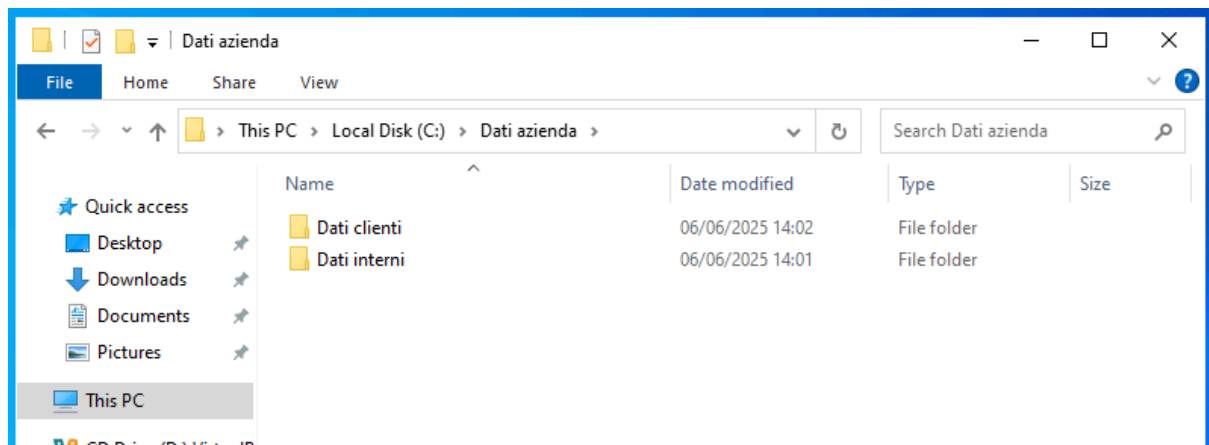 Dati azienda
File Home Share View
This PC Local Disk (C:) Dati azienda Search Dati azienda
Name Date modified Type Size
Quick access
Desktop
Downloads
Documents
Pictures
This PC
Dati clienti 06/06/2025 14:02 File folder
Dati interni 06/06/2025 14:01 File folder